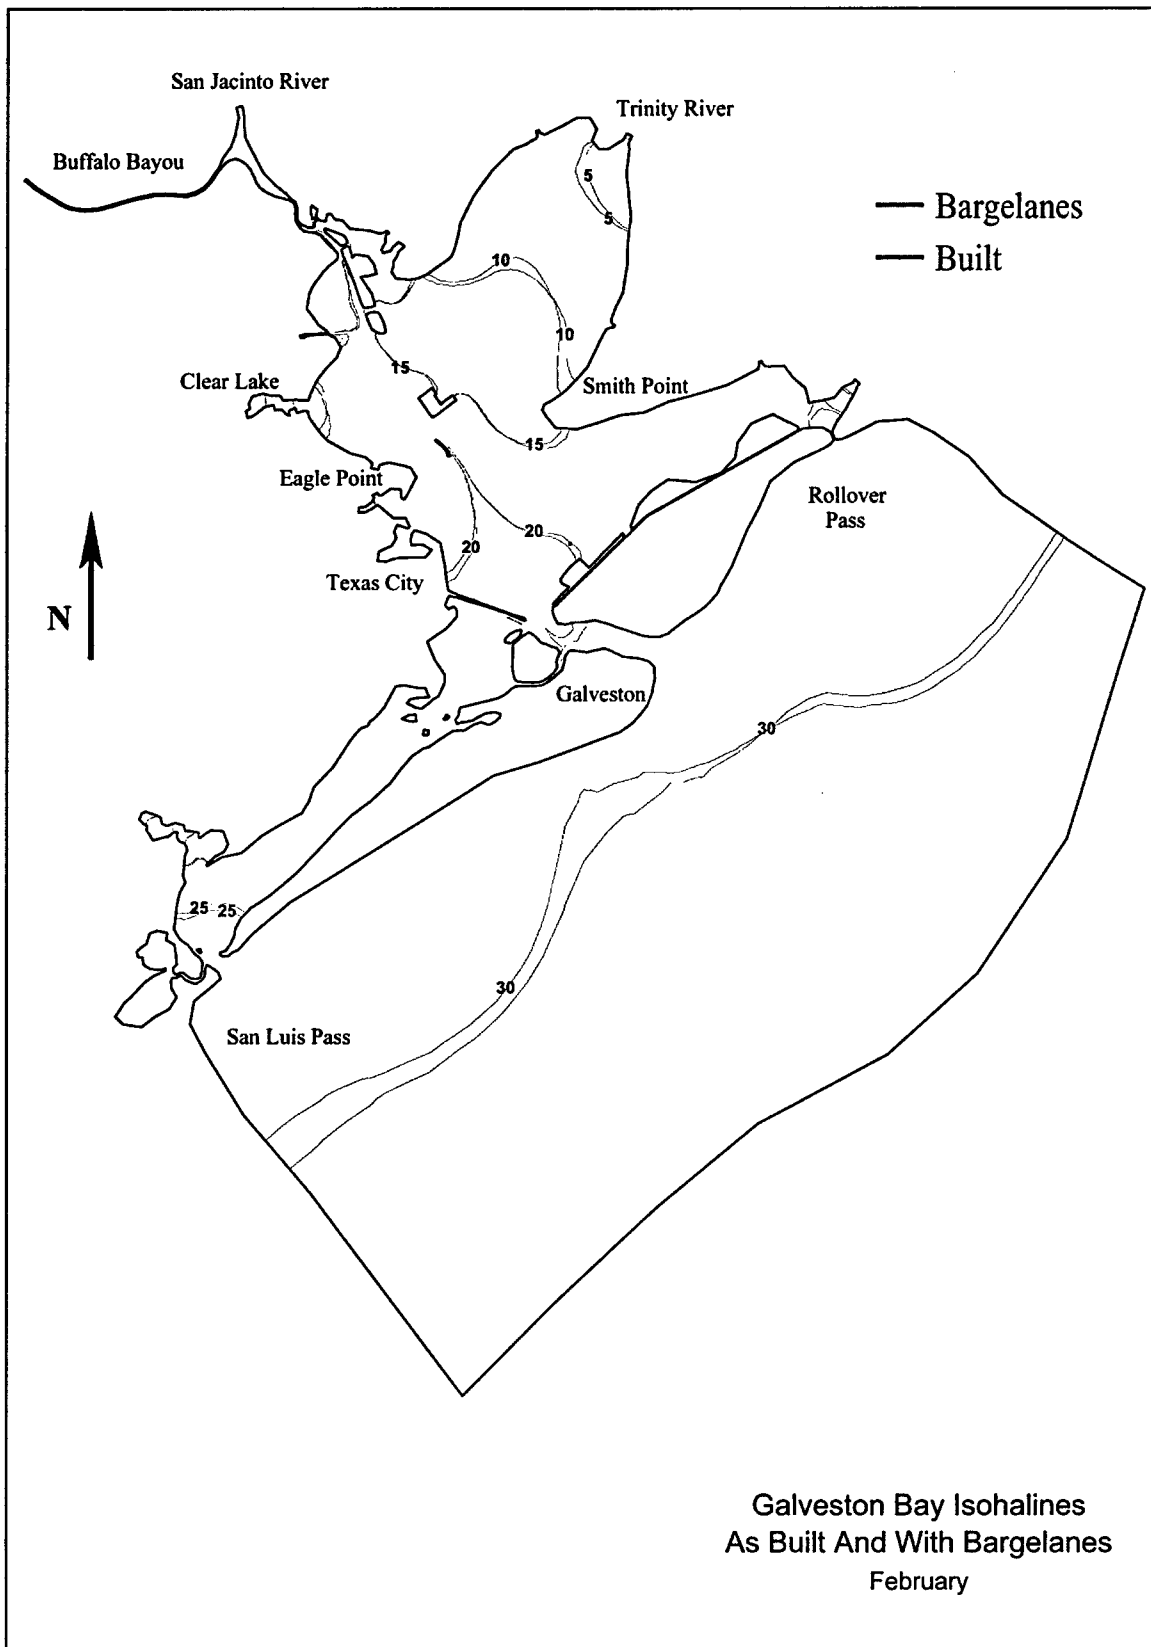 San Jacinto River
Trinity River
Buffalo Bayou
5
5
Bargelanes
Built
10
10
15
Clear Lake
Smith Point
15
Eagle Point
Rollover
Pass
20
20
Texas City
N
Galveston
30
25 25
30
San Luis Pass
Galveston Bay Isohalines
As Built And With Bargelanes
February